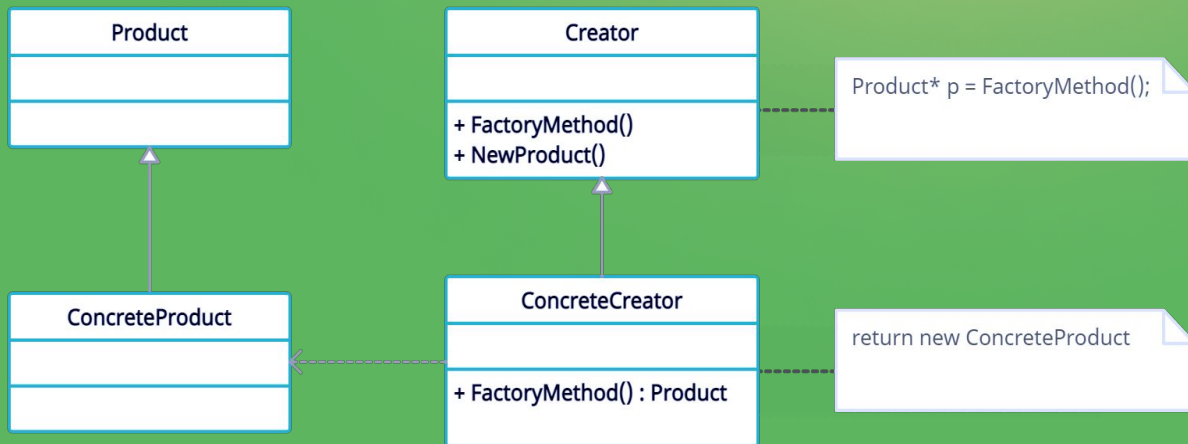 Product
Creator
Product* p = FactoryMethod();
+ FactoryMethod()
+ NewProduct()
ConcreteProduct
ConcreteCreator
return new ConcreteProduct
+ FactoryMethod() : Product